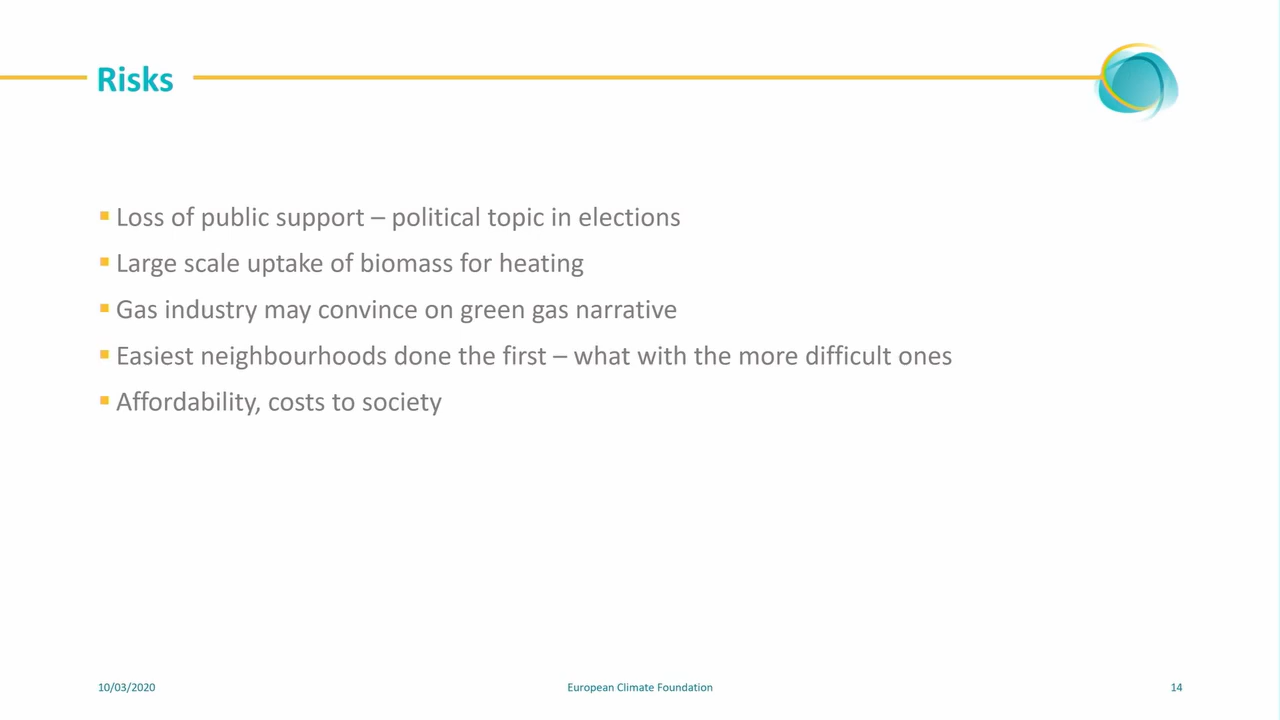 Risks
▪ Loss of public support – political topic in elections
▪ Large scale uptake of biomass for heating
▪ Gas industry may convince on green gas narrative
▪ Easiest neighbourhoods done the first – what with the more difficult ones
▪ Affordability, costs to society
10/03/2020
European Climate Foundation
14